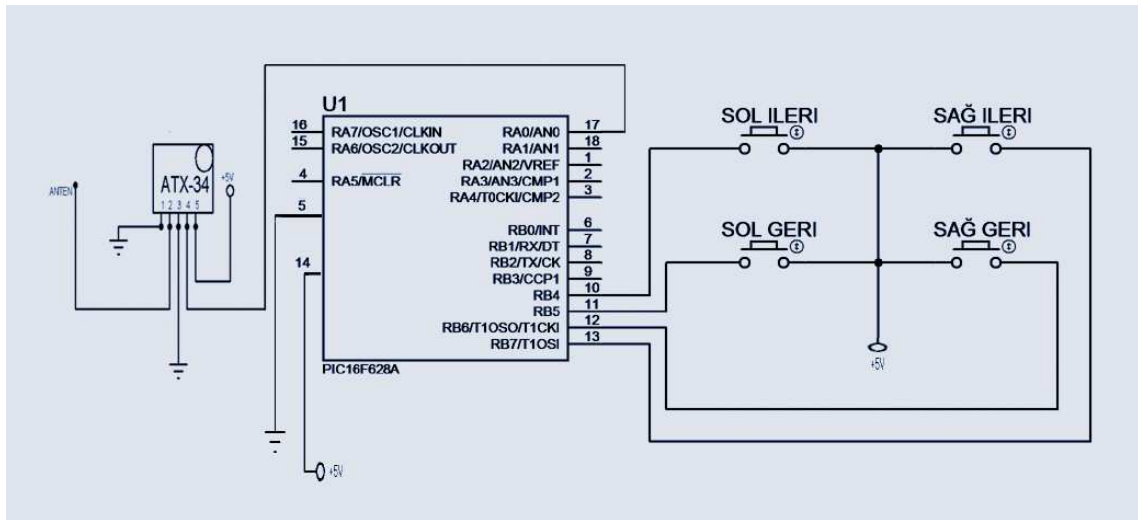 U1
16 RA7/OSC1/CLKIN RA0/AN0 17
15 RA6/OSC2/CLKOUT RA1/AN1 18
RA2/AN2/VREF 1
4 RA5/MCLR RA3/AN3/CMP1 2
RA4/T0CKI/CMP2 3
5
RB0/INT 6
RB1/RX/DT 7
RB2/TX/CK 8
14
RB3/CCP1 9
RB4 10
RB5 11
RB6/T1OSO/T1CKI 12
RB7/T1OSI 13
PIC16F628A
ATX-34
1 2 3 4 5
ANTEN
+5V
+5V
SOL ILERI
SAĞ ILERI
SOL GERI
SAĞ GERI
+5V